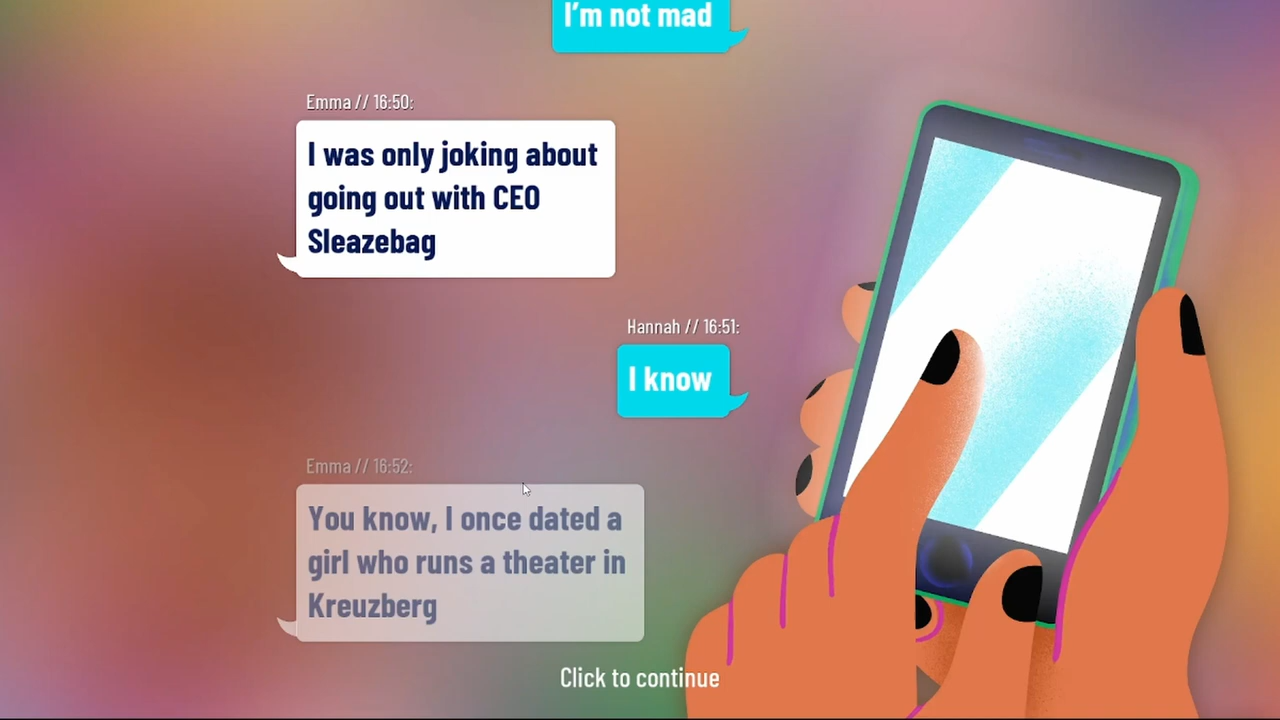 I’m not mad
Emma // 16:50:
I was only joking about
going out with CEO
Sleazebag
Hannah // 16:51:
I know
Emma // 16:52:
You know, I once dated a
girl who runs a theater in
Kreuzberg
Click to continue